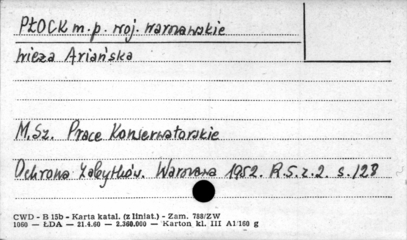 PŁOCK m.p. woj. warszawskie
wieża Ariańska
M.Sz. Prace Konserwatorskie
Ochrona Zabytków. Warszawa 1952. R.5.z.2. s.128
CWD - B 15b - Karta katal. (z liniat.) - Zam. 788/ZW
1060 — ŁDA — 21.4.60 — 2.360.000 — Karton kl. III A1/160 g